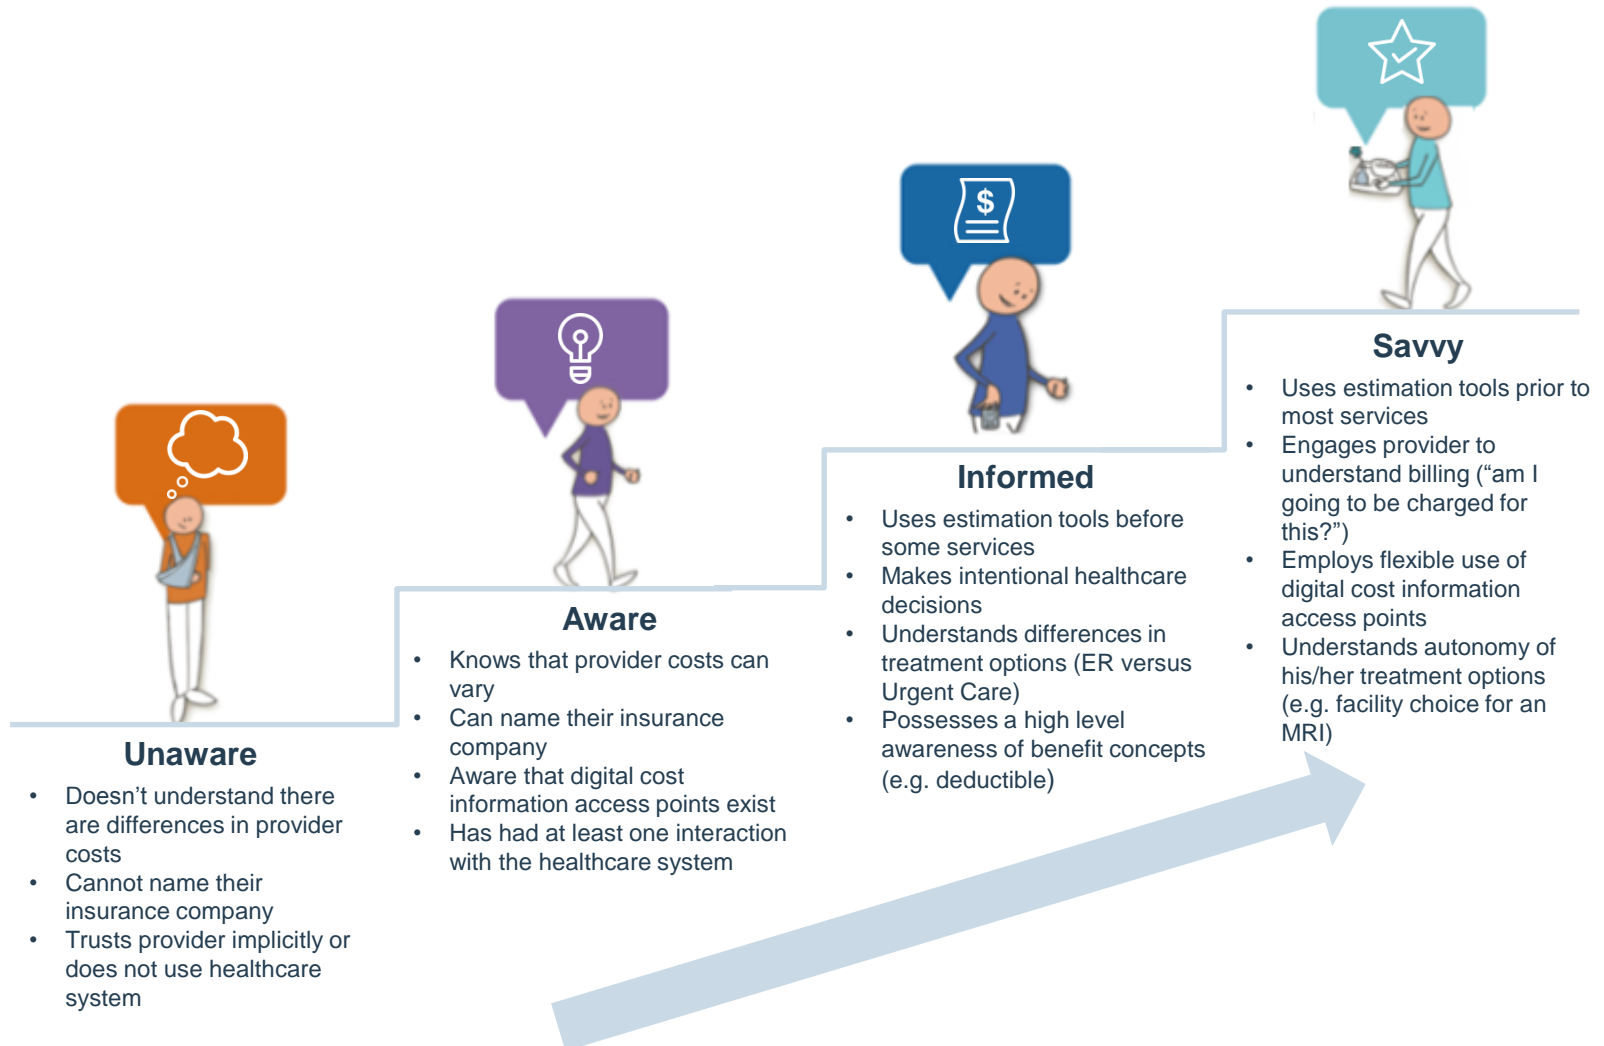 $
Unaware
• Doesn’t understand there
are differences in provider
costs
• Cannot name their
insurance company
• Trusts provider implicitly or
does not use healthcare
system
Aware
• Knows that provider costs can
vary
• Can name their insurance
company
• Aware that digital cost
information access points exist
• Has had at least one interaction
with the healthcare system
Informed
• Uses estimation tools before
some services
• Makes intentional healthcare
decisions
• Understands differences in
treatment options (ER versus
Urgent Care)
• Possesses a high level
awareness of benefit concepts
(e.g. deductible)
Savvy
• Uses estimation tools prior to
most services
• Engages provider to
understand billing (“am I
going to be charged for
this?”)
• Employs flexible use of
digital cost information
access points
• Understands autonomy of
his/her treatment options
(e.g. facility choice for an
MRI)